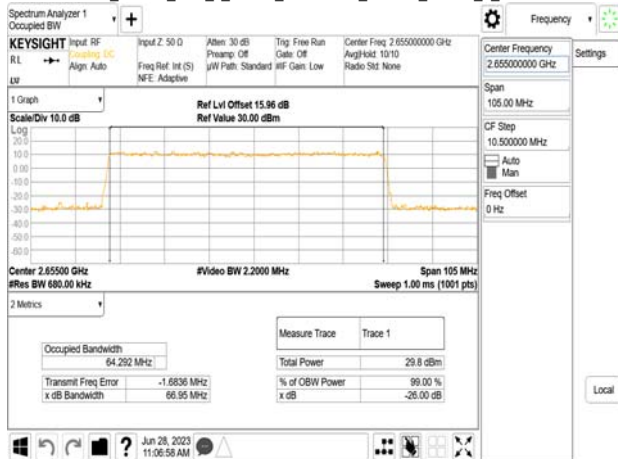 Spectrum Analyzer 1
Occupied BW
Frequency
KEYSIGHT
Input: RF
Coupling: DC
Align: Auto
Input Z: 50 Ω
Freq Ref: Int (S)
NFE: Adaptive
Atten: 30 dB
Preamp: Off
µW Path: Standard
Trig: Free Run
Gate: Off
#IF Gain: Low
Center Freq: 2.655000000 GHz
Avg|Hold: 10/10
Radio Std: None
RL
Center Frequency
2.655000000 GHz
Settings
Span
105.00 MHz
CF Step
10.500000 MHz
Auto
Man
Freq Offset
0 Hz
Local
1 Graph
Scale/Div 10.0 dB
Ref Lvl Offset 15.96 dB
Ref Value 30.00 dBm
Log
20.0
10.0
0.00
-10.0
-20.0
-30.0
-40.0
-50.0
-60.0
Center 2.65500 GHz
#Video BW 2.2000 MHz
Span 105 MHz
#Res BW 680.00 kHz
Sweep 1.00 ms (1001 pts)
2 Metrics
Measure Trace
Trace 1
Occupied Bandwidth
64.292 MHz
Total Power
29.8 dBm
Transmit Freq Error
-1.6836 MHz
% of OBW Power
99.00 %
x dB Bandwidth
66.95 MHz
x dB
-26.00 dB
Jun 28, 2023
11:06:58 AM